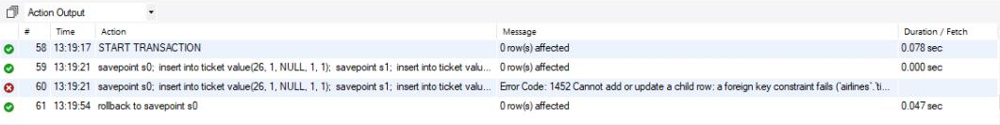 Action Output
# Time Action Message Duration / Fetch
58 13:19:17 START TRANSACTION 0 row(s) affected 0.078 sec
59 13:19:21 savepoint s0; insert into ticket value(26, 1, NULL, 1, 1); savepoint s1; insert into ticket value... 0 row(s) affected 0.000 sec
60 13:19:21 savepoint s0; insert into ticket value(26, 1, NULL, 1, 1); savepoint s1; insert into ticket value... Error Code: 1452 Cannot add or update a child row: a foreign key constraint fails (`airlines`.`ti...
61 13:19:54 rollback to savepoint s0 0 row(s) affected 0.047 sec